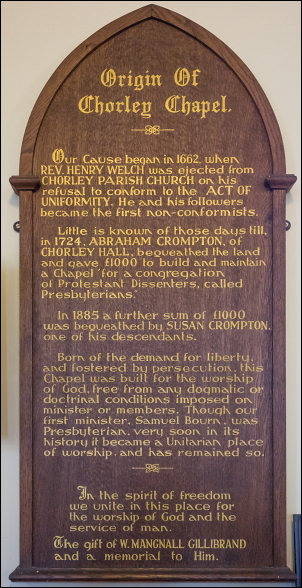 Origin Of
Chorley Chapel.
Our Cause began in 1662, when
REV. HENRY WELCH was ejected from
CHORLEY PARISH CHURCH on his
refusal to conform to the ACT OF
UNIFORMITY. He and his followers
became the first non-conformists.
Little is known of those days till,
in 1724, ABRAHAM CROMPTON, of
CHORLEY HALL, bequeathed the land
and gave £1000 to build and maintain
a Chapel "for a congregation
of Protestant Dissenters, called
Presbyterians."
In 1885 a further sum of £1000
was bequeathed by SUSAN CROMPTON,
one of his descendants.
Born of the demand for liberty,
and fostered by persecution, this
Chapel was built for the worship
of God, free from any dogmatic or
doctrinal conditions imposed on
minister or members. Though our
first minister, Samuel Bourn, was
Presbyterian, very soon in its
history it became a Unitarian place
of worship, and has remained so.
In the spirit of freedom
we unite in this place for
the worship of God and the
service of man.
The gift of W. MANGNALL GILLIBRAND
and a memorial to Him.